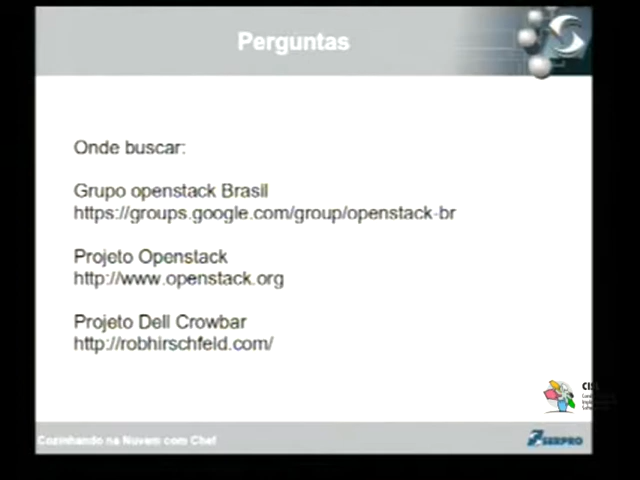 Perguntas
Onde buscar:
Grupo openstack Brasil
https://groups.google.com/group/openstack-br
Projeto Openstack
http://www.openstack.org
Projeto Dell Crowbar
http://robhirschfeld.com/
Cozinhando na Nuvem com Chef
SERPRO